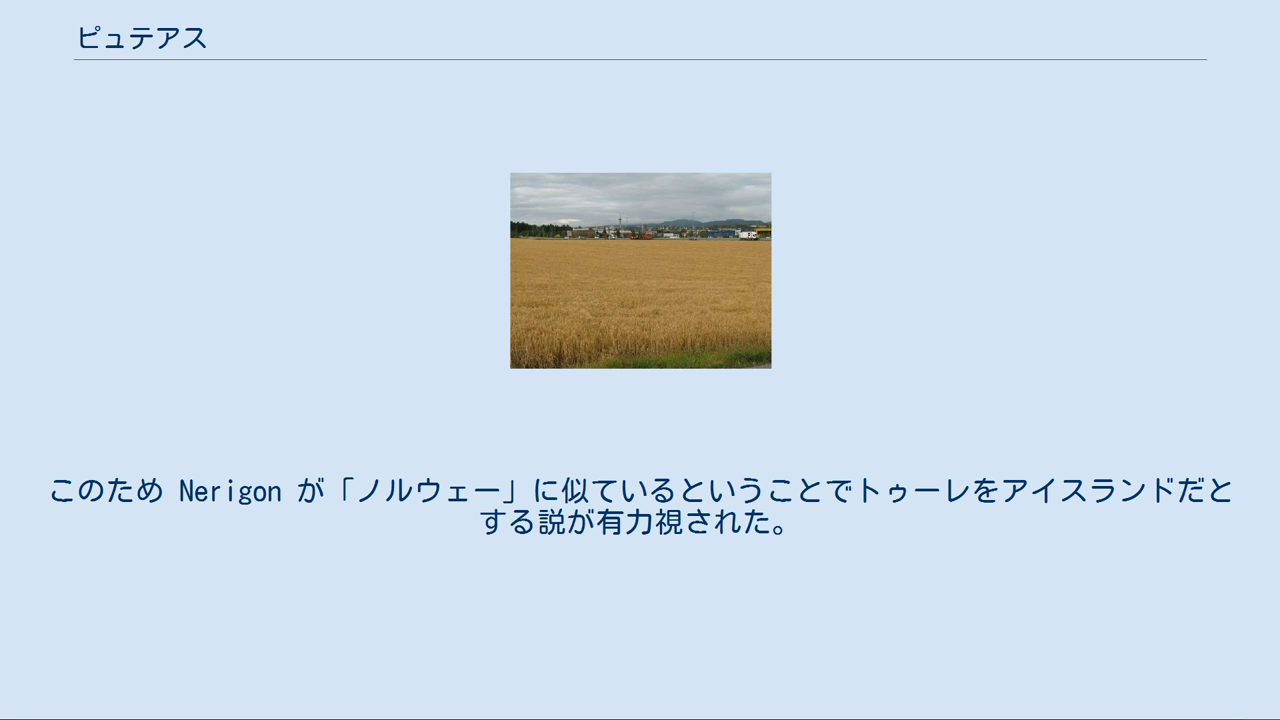 ピュテアス
このため Nerigon が「ノルウェー」に似ているということでトゥーレをアイスランドだと
する説が有力視された。